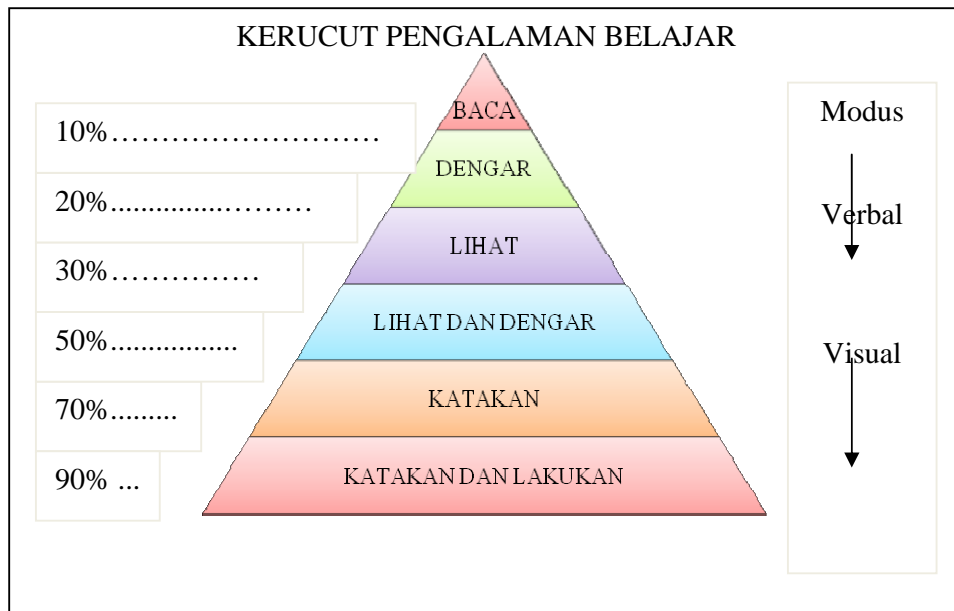 KERUCUT PENGALAMAN BELAJAR
10%………………………
BACA
20%...............………
DENGAR
30%……………
LIHAT
50%.................
LIHAT DAN DENGAR
70%.........
KATAKAN
90% ...
KATAKAN DAN LAKUKAN
Modus
Verbal
Visual